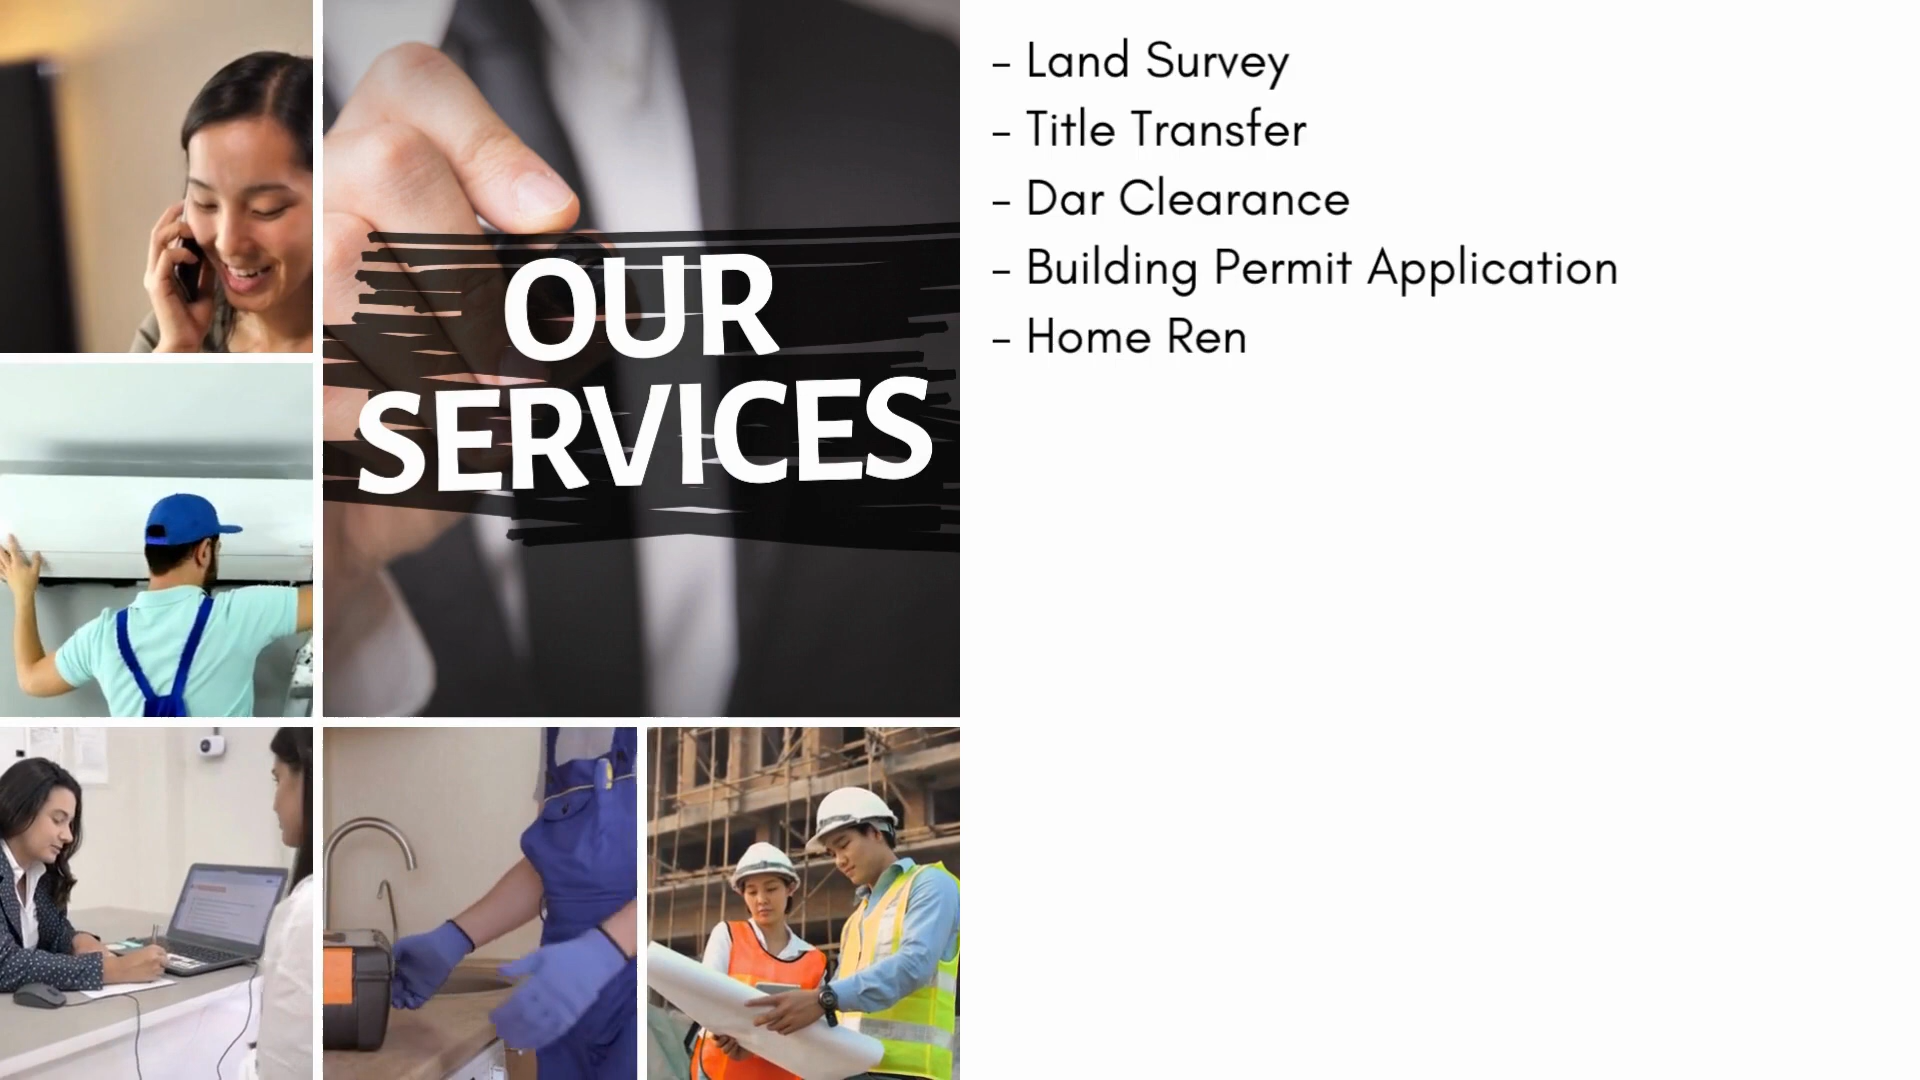 OUR
SERVICES
- Land Survey
- Title Transfer
- Dar Clearance
- Building Permit Application
- Home Ren